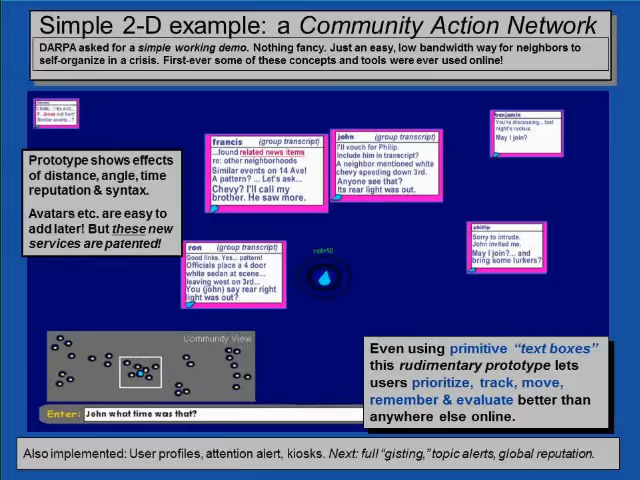 Simple 2-D example: a Community Action Network
DARPA asked for a simple working demo. Nothing fancy. Just an easy, low bandwidth way for neighbors to
self-organize in a crisis. First-ever some of these concepts and tools were ever used online!
Similar events...?
Prototype shows effects
of distance, angle, time
reputation & syntax.
Avatars etc. are easy to
add later! But these new
services are patented!
francis (group transcript)
...found related news items
re: other neighborhoods
Similar events on 14 Ave!
A pattern? ... Let's ask...
Chevy? I'll call my
brother. He saw more.
john (group transcript)
I'll vouch for Philip.
Include him in transcript?
A neighbor mentioned white
chevy speeding down 3rd.
Anyone see that?
Its rear light was out.
benjamin
You're discussing... last
night's ruckus.
May I join?
philip
Sorry to intrude.
John invited me.
May I join?... and
bring some lurkers?
ron (group transcript)
Good links. Yes... pattern!
Officials place a 4 door
white sedan at scene...
leaving west on 3rd...
You (john) say rear right
light was out?
Community View
Enter: John what time was that?
Even using primitive “text boxes”
this rudimentary prototype lets
users prioritize, track, move,
remember & evaluate better than
anywhere else online.
Also implemented: User profiles, attention alert, kiosks. Next: full “gisting,” topic alerts, global reputation.